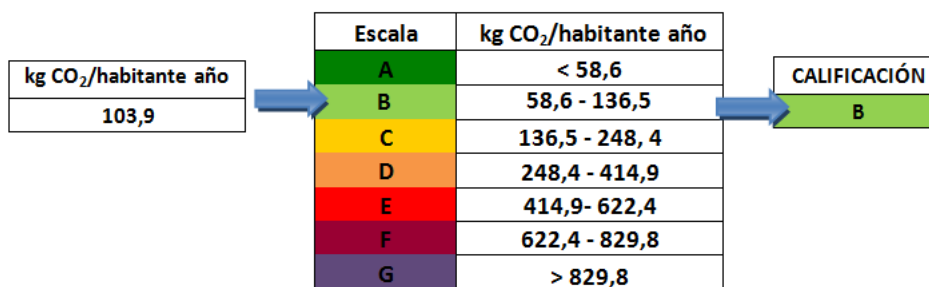 kg CO₂/habitante año
103,9
Escala kg CO₂/habitante año
A < 58,6
B 58,6 - 136,5
C 136,5 - 248, 4
D 248,4 - 414,9
E 414,9- 622,4
F 622,4 - 829,8
G > 829,8
CALIFICACIÓN
B